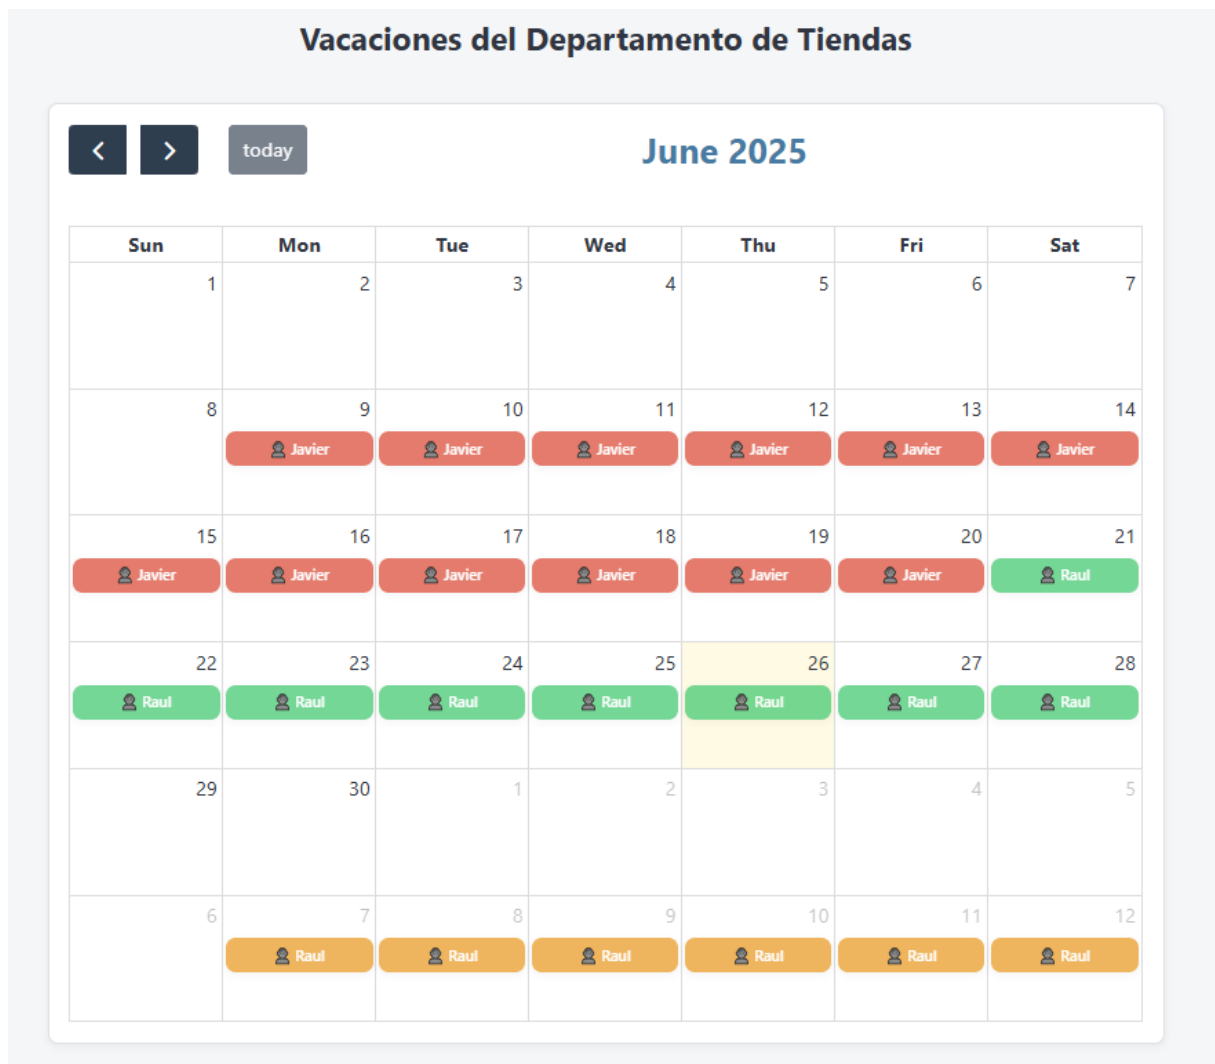 Vacaciones del Departamento de Tiendas
today
June 2025
Sun Mon Tue Wed Thu Fri Sat
1 2 3 4 5 6 7
8 9 10 11 12 13 14
Javier Javier Javier Javier Javier Javier
15 16 17 18 19 20 21
Javier Javier Javier Javier Javier Javier Raul
22 23 24 25 26 27 28
Raul Raul Raul Raul Raul Raul Raul
29 30 1 2 3 4 5
6 7 8 9 10 11 12
Raul Raul Raul Raul Raul Raul